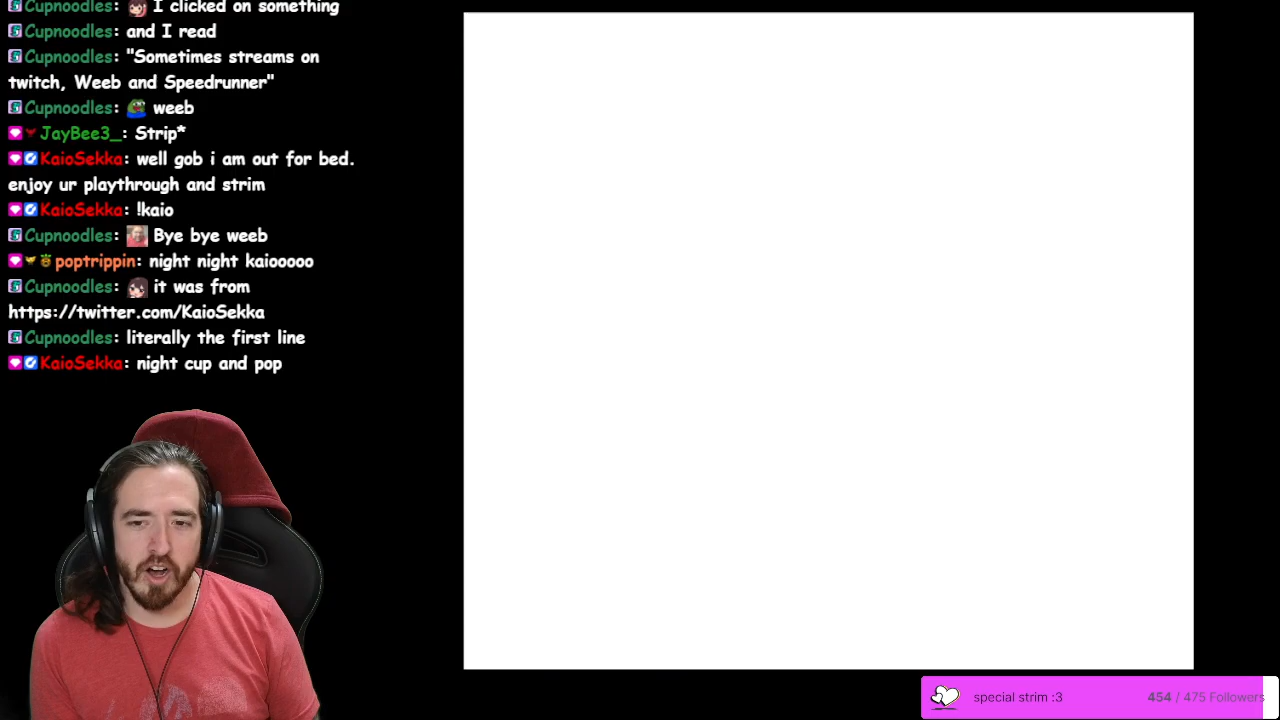 Cupnoodles: I clicked on something
Cupnoodles: and I read
Cupnoodles: "Sometimes streams on
twitch, Weeb and Speedrunner"
Cupnoodles: weeb
JayBee3_: Strip*
KaioSekka: well gob i am out for bed.
enjoy ur playthrough and strim
KaioSekka: !kaio
Cupnoodles: Bye bye weeb
poptrippin: night night kaiooooo
Cupnoodles: it was from
https://twitter.com/KaioSekka
Cupnoodles: literally the first line
KaioSekka: night cup and pop
special strim :3 454 / 475 Followers